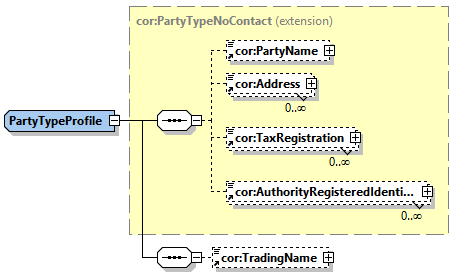 cor:PartyTypeNoContact (extension)
cor:PartyName
cor:Address
0..∞
PartyTypeProfile
cor:TaxRegistration
0..∞
cor:AuthorityRegisteredIdenti...
0..∞
cor:TradingName